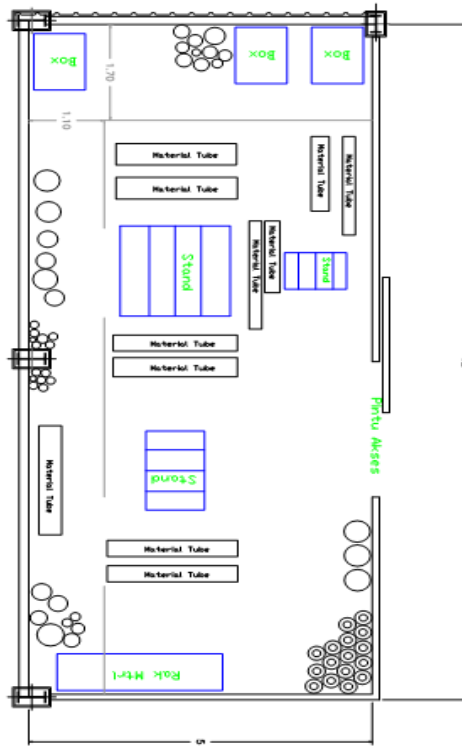 Box
Box
Box
1.70
1.10
Material Tube
Material Tube
Material Tube
Material Tube
Material Tube
Material Tube
Stand
Stand
Material Tube
Material Tube
Pintu Akses
Stand
Material Tube
Material Tube
Material Tube
Rak Mtrl
5